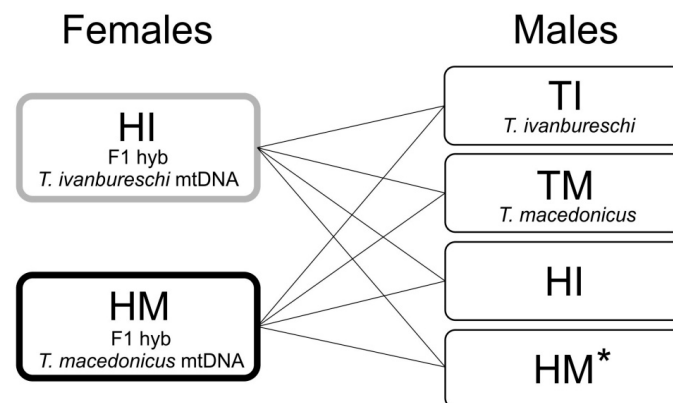 Females
Males
HI
F1 hyb
T. ivanbureschi mtDNA
HM
F1 hyb
T. macedonicus mtDNA
TI
T. ivanbureschi
TM
T. macedonicus
HI
HM*